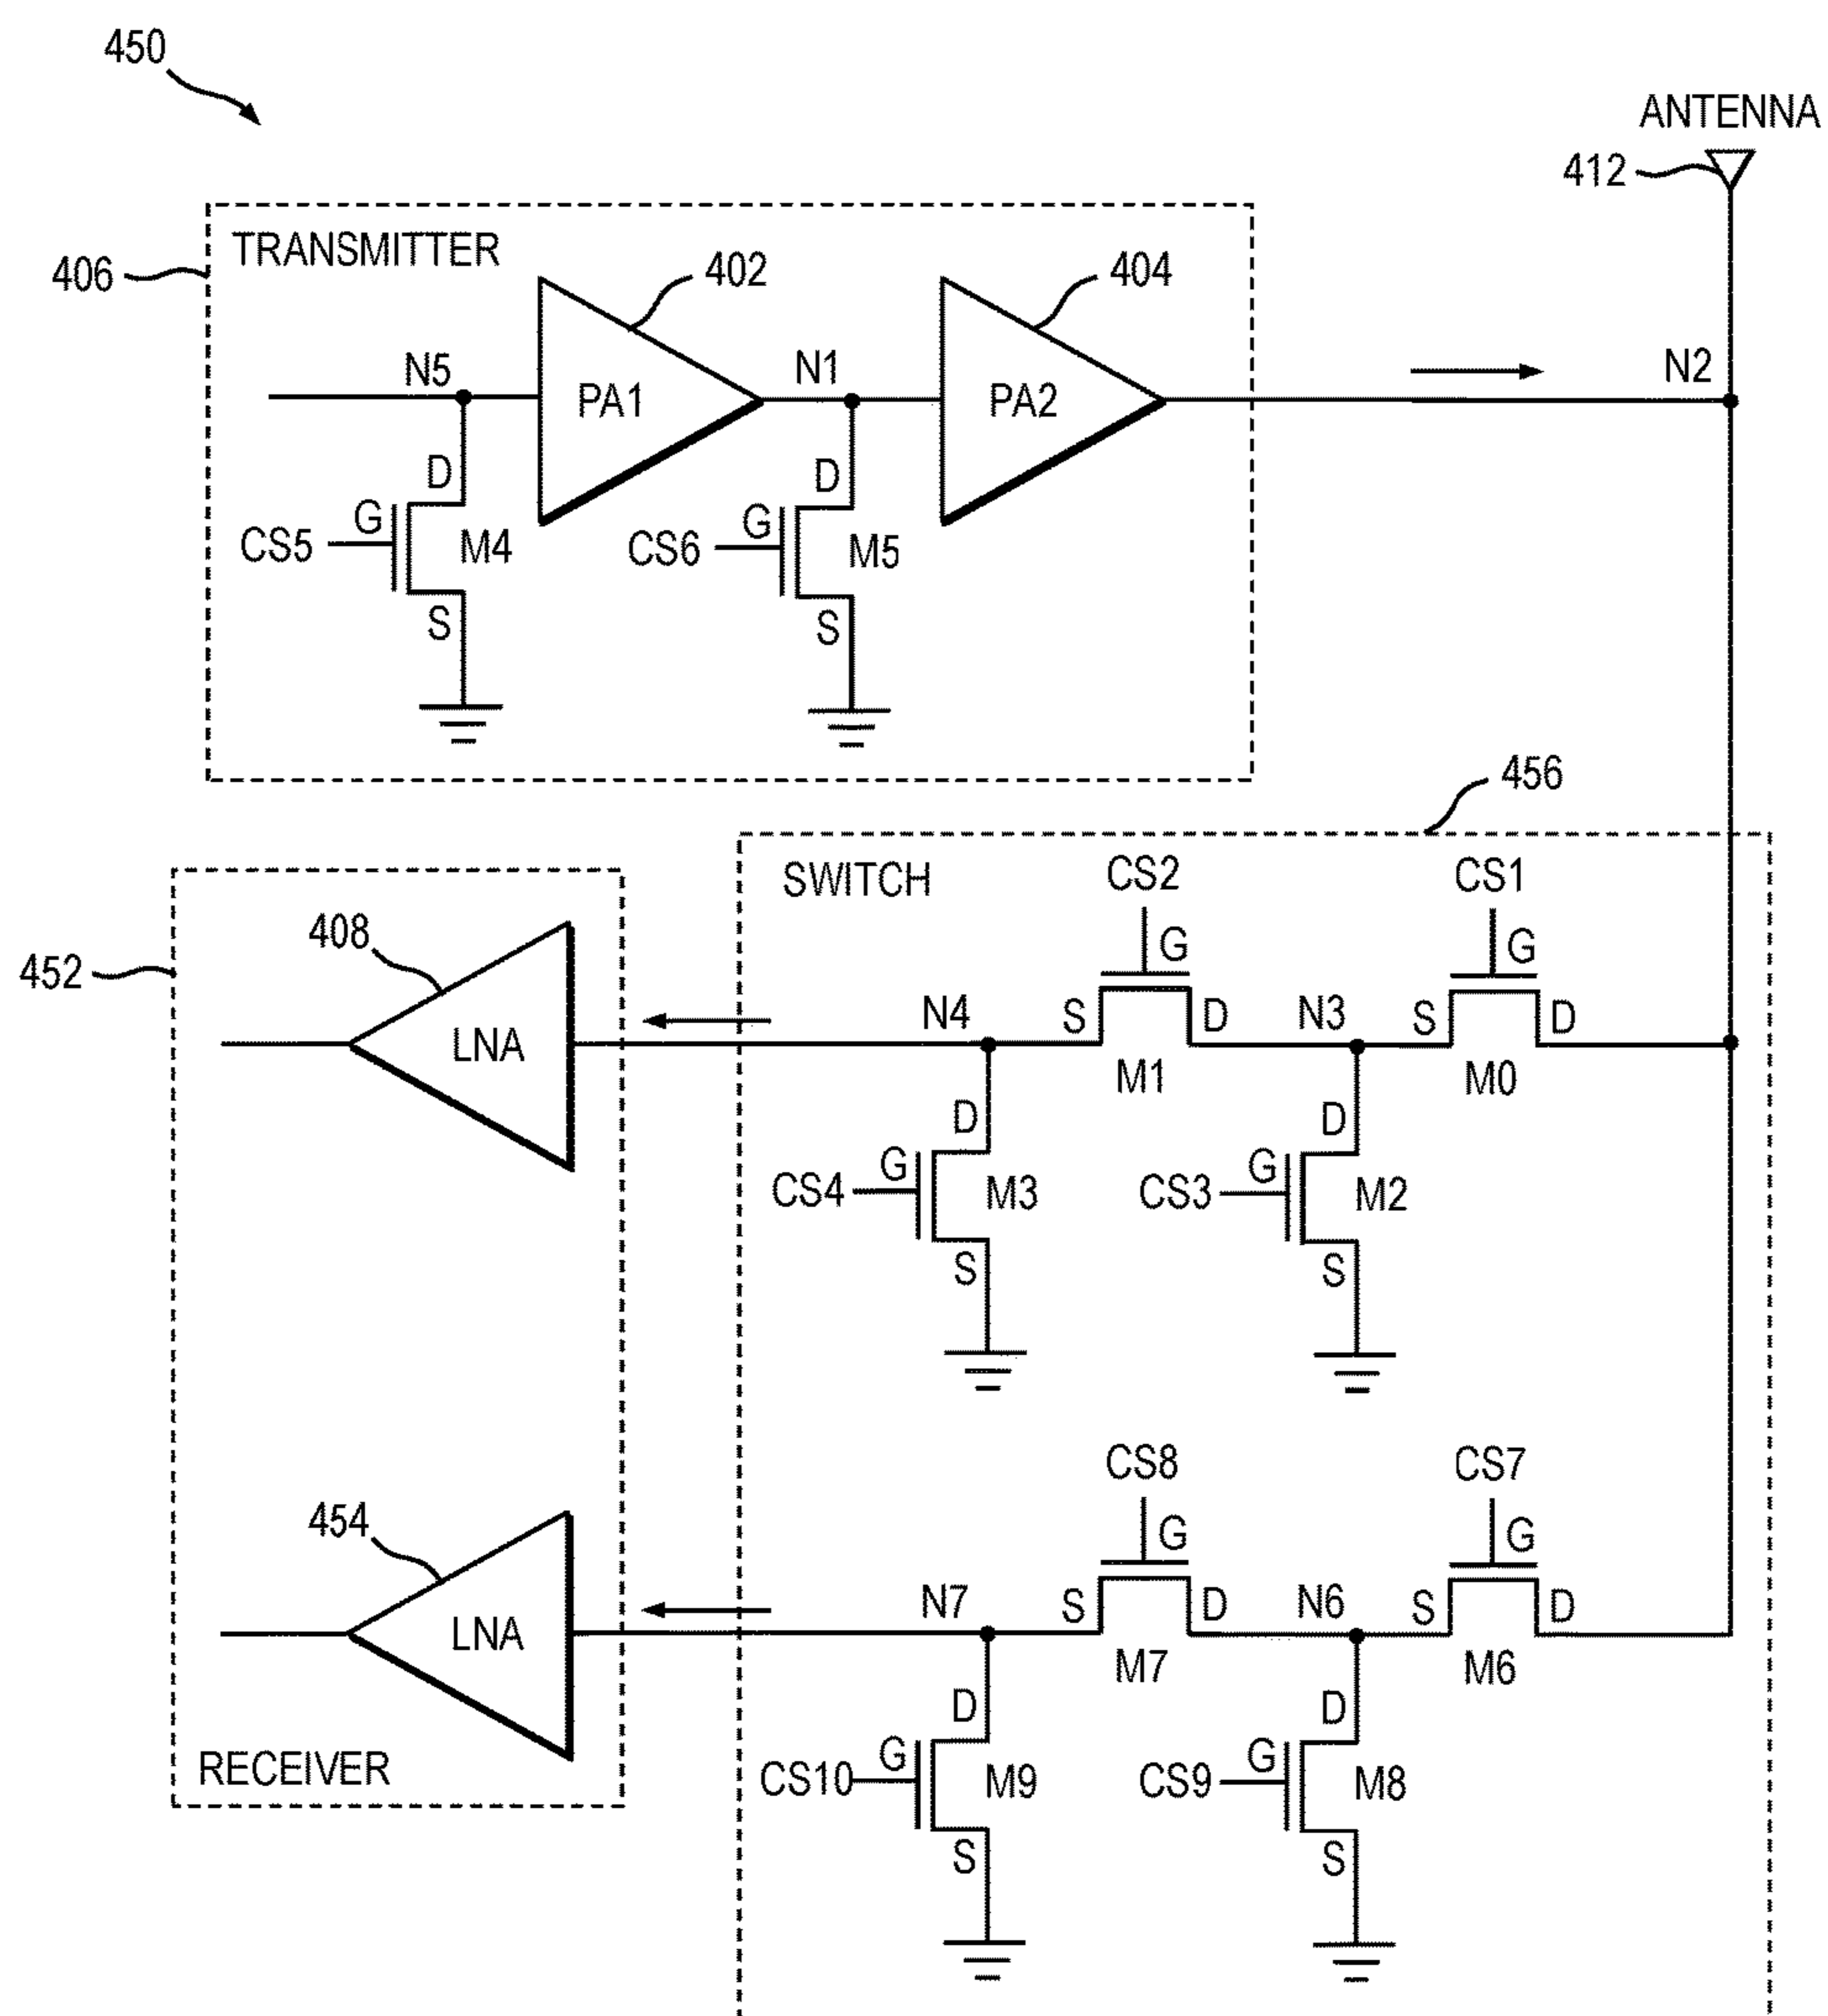 450
ANTENNA
412
406
TRANSMITTER
402
404
N5
PA1
N1
PA2
N2
D
D
CS5
G
M4
CS6
G
M5
S
S
456
SWITCH
CS2
CS1
408
G
G
452
LNA
N4
S
D
N3
S
D
M1
M0
D
D
CS4
G
M3
CS3
G
M2
S
S
CS8
CS7
454
G
G
LNA
N7
S
D
N6
S
D
M7
M6
D
D
RECEIVER
CS10
G
M9
CS9
G
M8
S
S